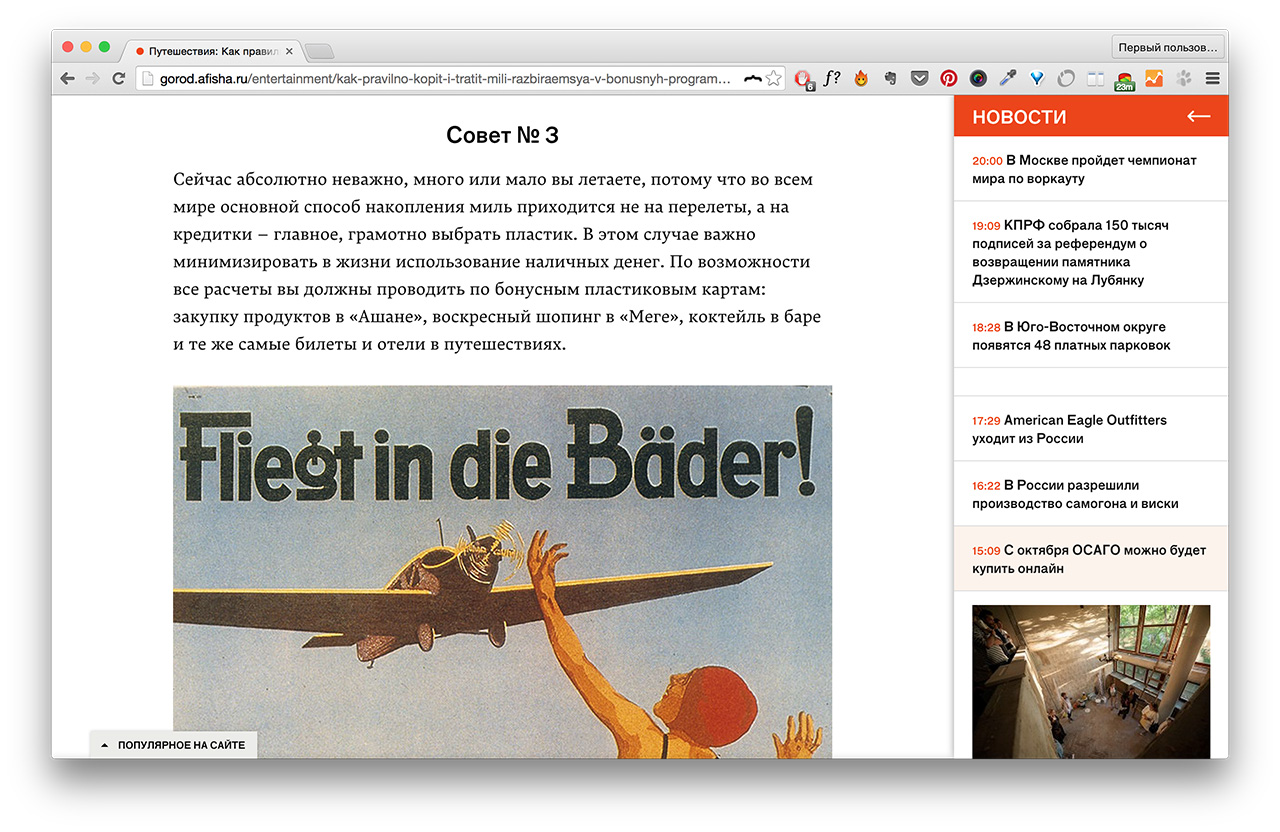 Путешествия: Как правил
Первый пользов...
gorod.afisha.ru/entertainment/kak-pravilno-kopit-i-tratit-mili-razbiraemsya-v-bonusnyh-program...
f?
6
23m
Совет № 3
Сейчас абсолютно неважно, много или мало вы летаете, потому что во всем
мире основной способ накопления миль приходится не на перелеты, а на
кредитки – главное, грамотно выбрать пластик. В этом случае важно
минимизировать в жизни использование наличных денег. По возможности
все расчеты вы должны проводить по бонусным пластиковым картам:
закупку продуктов в «Ашане», воскресный шопинг в «Меге», коктейль в баре
и те же самые билеты и отели в путешествиях.
Fliegt in die Bäder!
ПОПУЛЯРНОЕ НА САЙТЕ
НОВОСТИ
20:00 В Москве пройдет чемпионат
мира по воркауту
19:09 КПРФ собрала 150 тысяч
подписей за референдум о
возвращении памятника
Дзержинскому на Лубянку
18:28 В Юго-Восточном округе
появятся 48 платных парковок
17:29 American Eagle Outfitters
уходит из России
16:22 В России разрешили
производство самогона и виски
15:09 С октября ОСАГО можно будет
купить онлайн